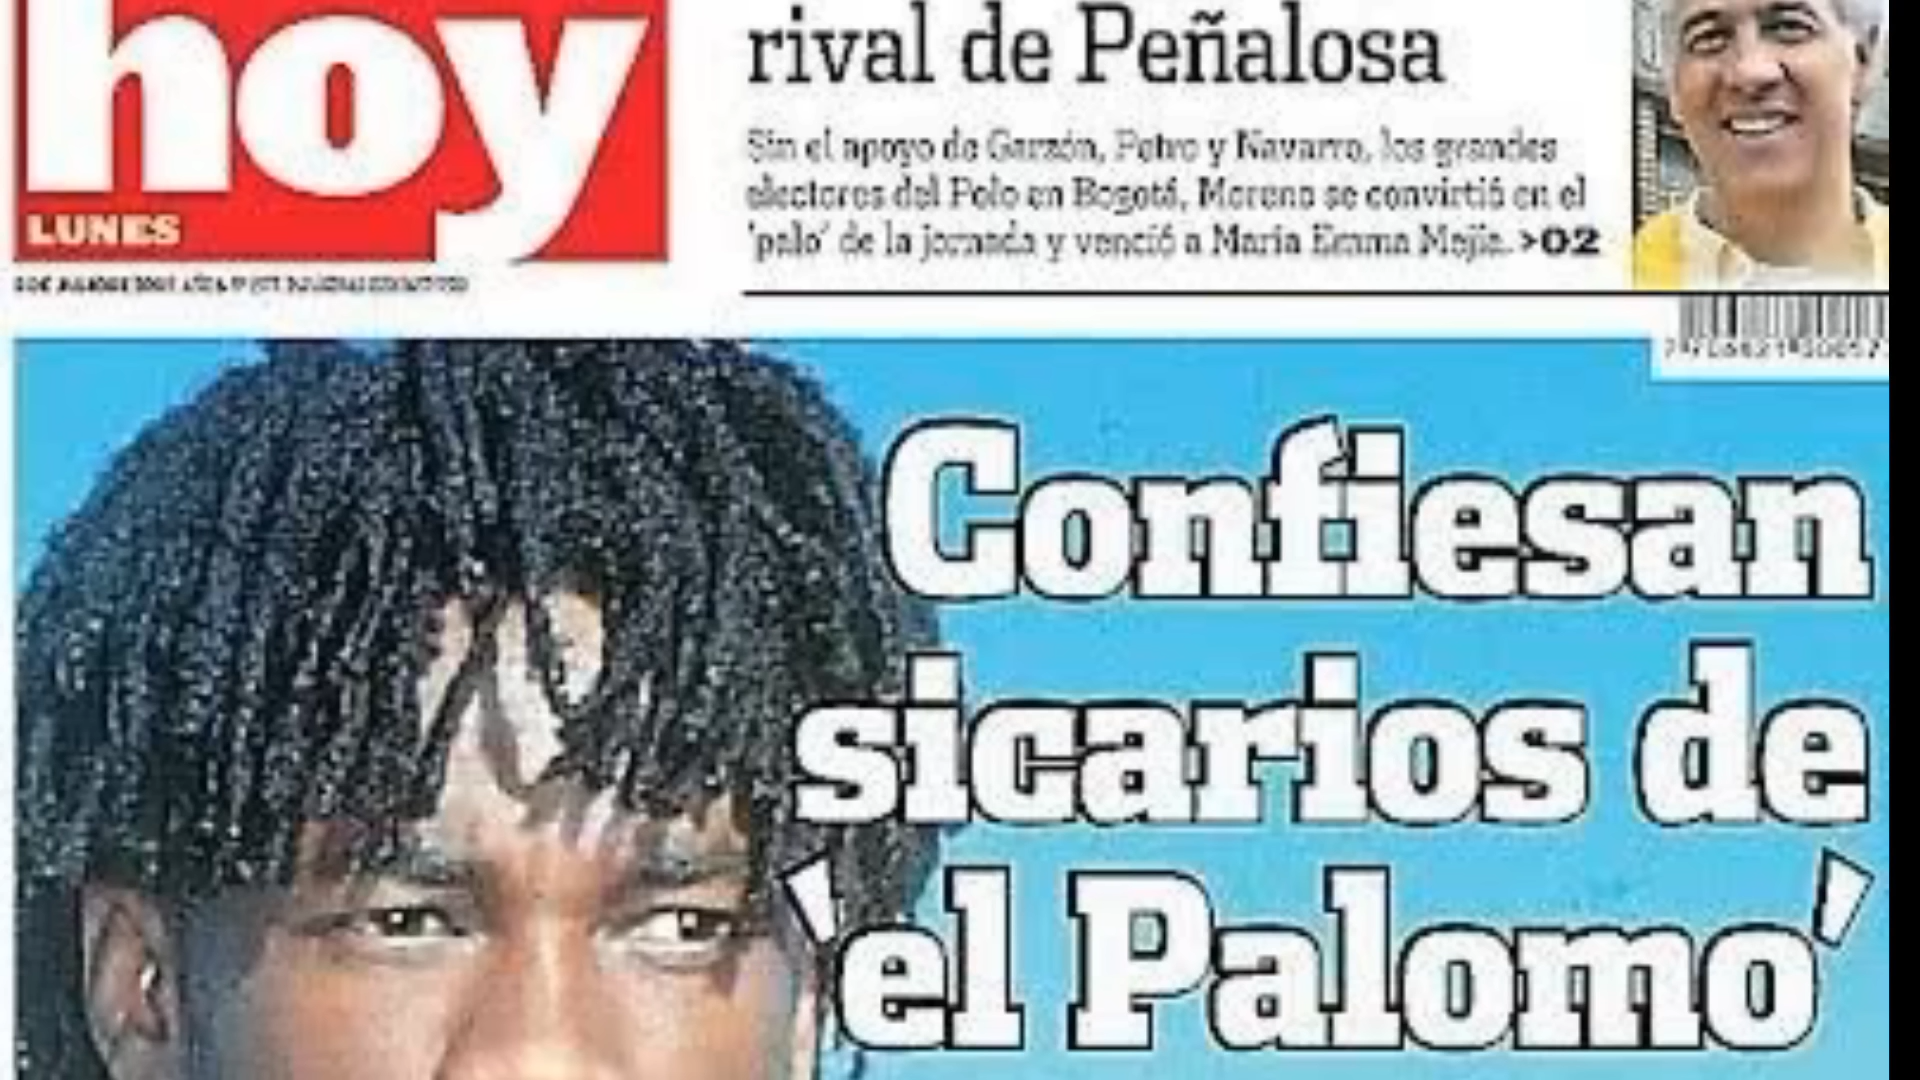 hoy
LUNES
rival de Peñalosa
Sin el apoyo de Garzón, Petro y Navarro, los grandes
electores del Polo en Bogotá, Moreno se convirtió en el
'palo' de la jornada y venció a María Emma Mejía. >02
Confiesan
sicarios de
'el Palomo'